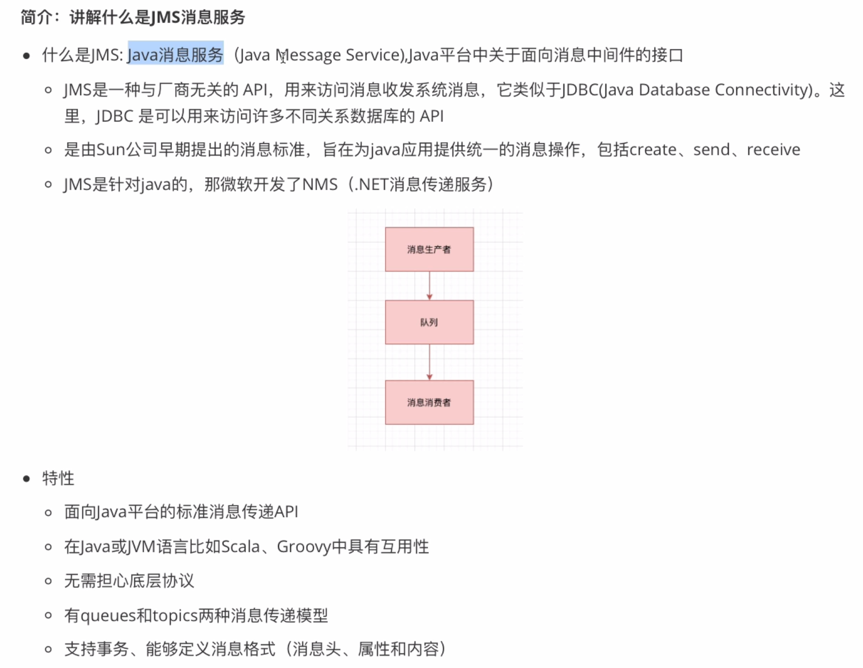 简介：讲解什么是JMS消息服务
什么是JMS: Java消息服务（Java Message Service),Java平台中关于面向消息中间件的接口
JMS是一种与厂商无关的 API，用来访问消息收发系统消息，它类似于JDBC(Java Database Connectivity)。这
里，JDBC 是可以用来访问许多不同关系数据库的 API
是由Sun公司早期提出的消息标准，旨在为java应用提供统一的消息操作，包括create、send、receive
JMS是针对java的，那微软开发了NMS（.NET消息传递服务）
消息生产者
队列
消息消费者
特性
面向Java平台的标准消息传递API
在Java或JVM语言比如Scala、Groovy中具有互用性
无需担心底层协议
有queues和topics两种消息传递模型
支持事务、能够定义消息格式（消息头、属性和内容）